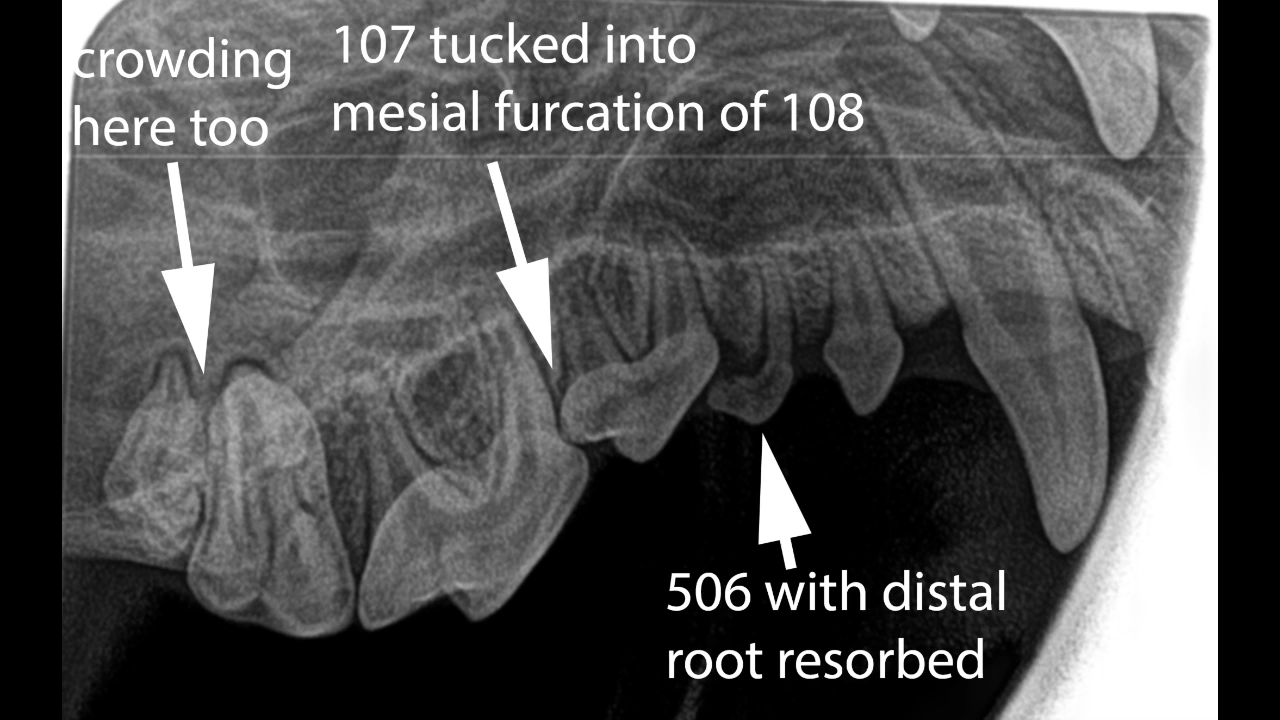 crowding
here too
107 tucked into
mesial furcation of 108
506 with distal
root resorbed